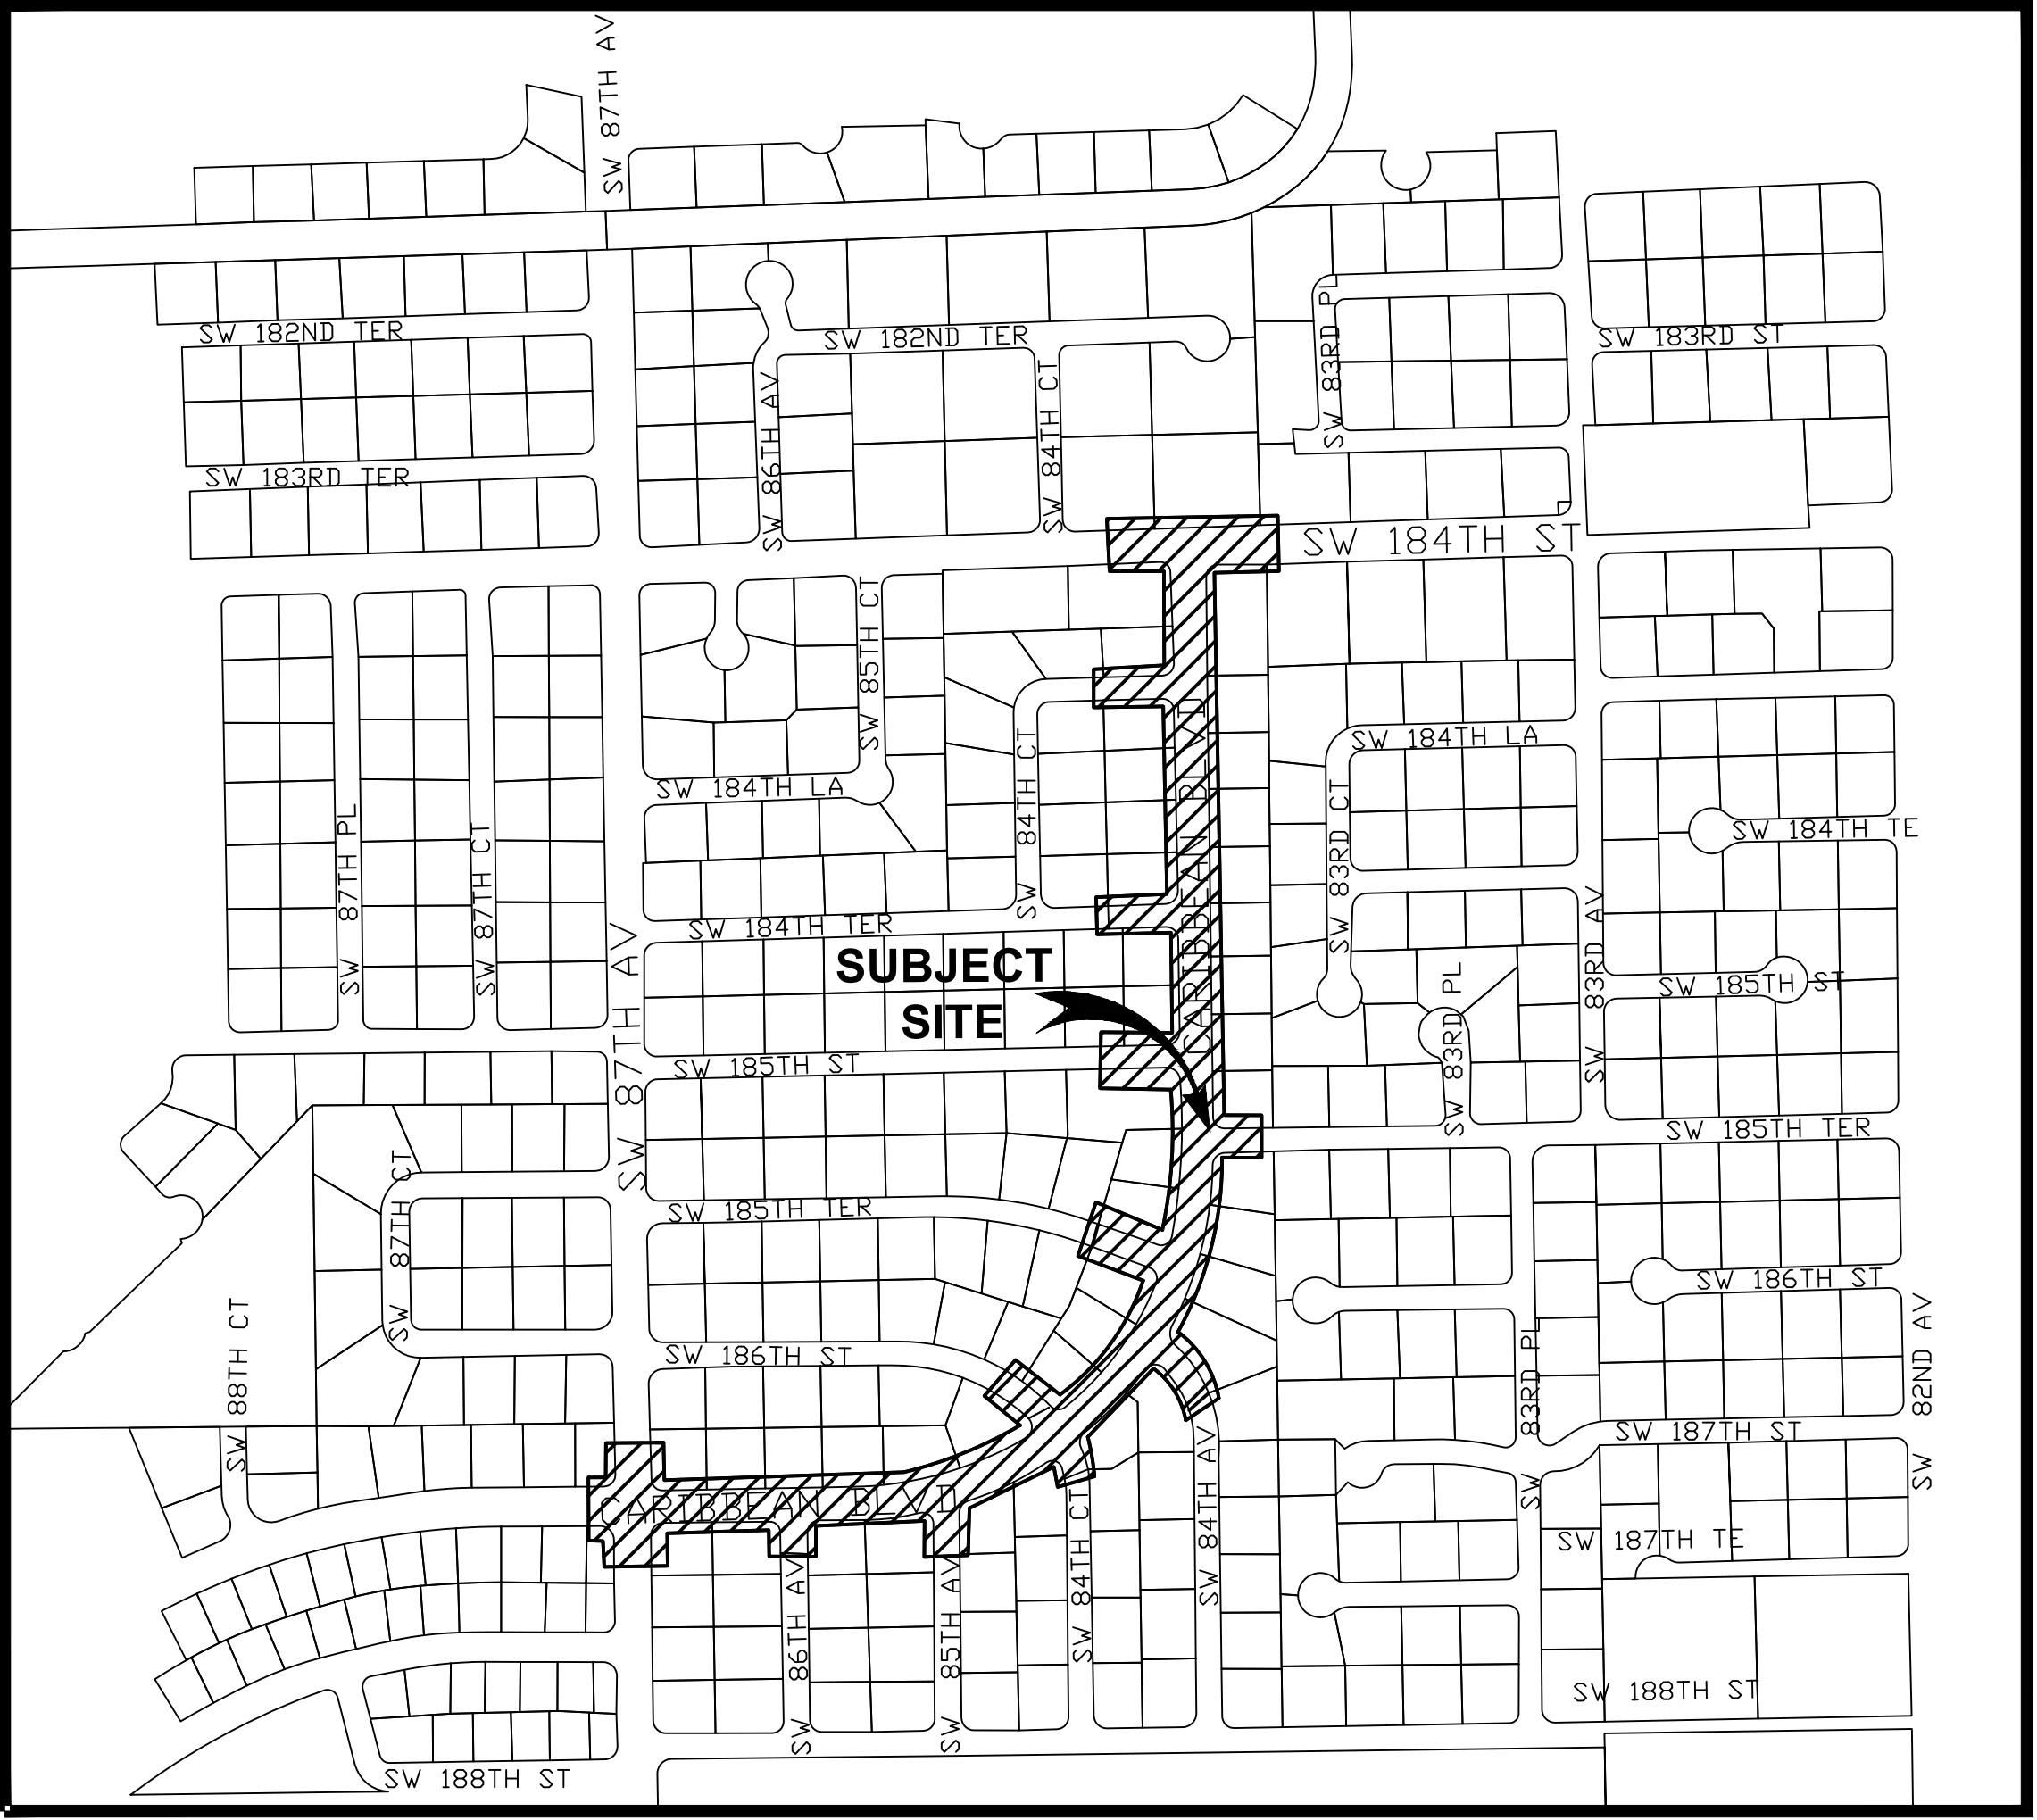 SW 87TH AV
SW 182ND TER
SW 182ND TER
SW 83RD PL
SW 183RD ST
SW 86TH AV
SW 84TH CT
SW 183RD TER
SW 184TH ST
SW 85TH CT
SW 184TH LA
SW 184TH LA
SW 84TH CT
CARIBBEAN BLVD
SW 83RD CT
SW 184TH TE
SW 87TH PL
SW 87TH CT
SW 87TH AV
SW 184TH TER
SUBJECT
SITE
SW 83RD AV
SW 83RD PL
SW 185TH ST
SW 185TH ST
SW 185TH TER
SW 87TH CT
SW 185TH TER
SW 186TH ST
SW 88TH CT
SW 186TH ST
SW 83RD PL
SW 82ND AV
SW 187TH ST
SW 84TH AV
CARIBBEAN BLVD
SW 84TH CT
SW 86TH AV
SW 85TH AV
SW 187TH TE
SW 188TH ST
SW 188TH ST